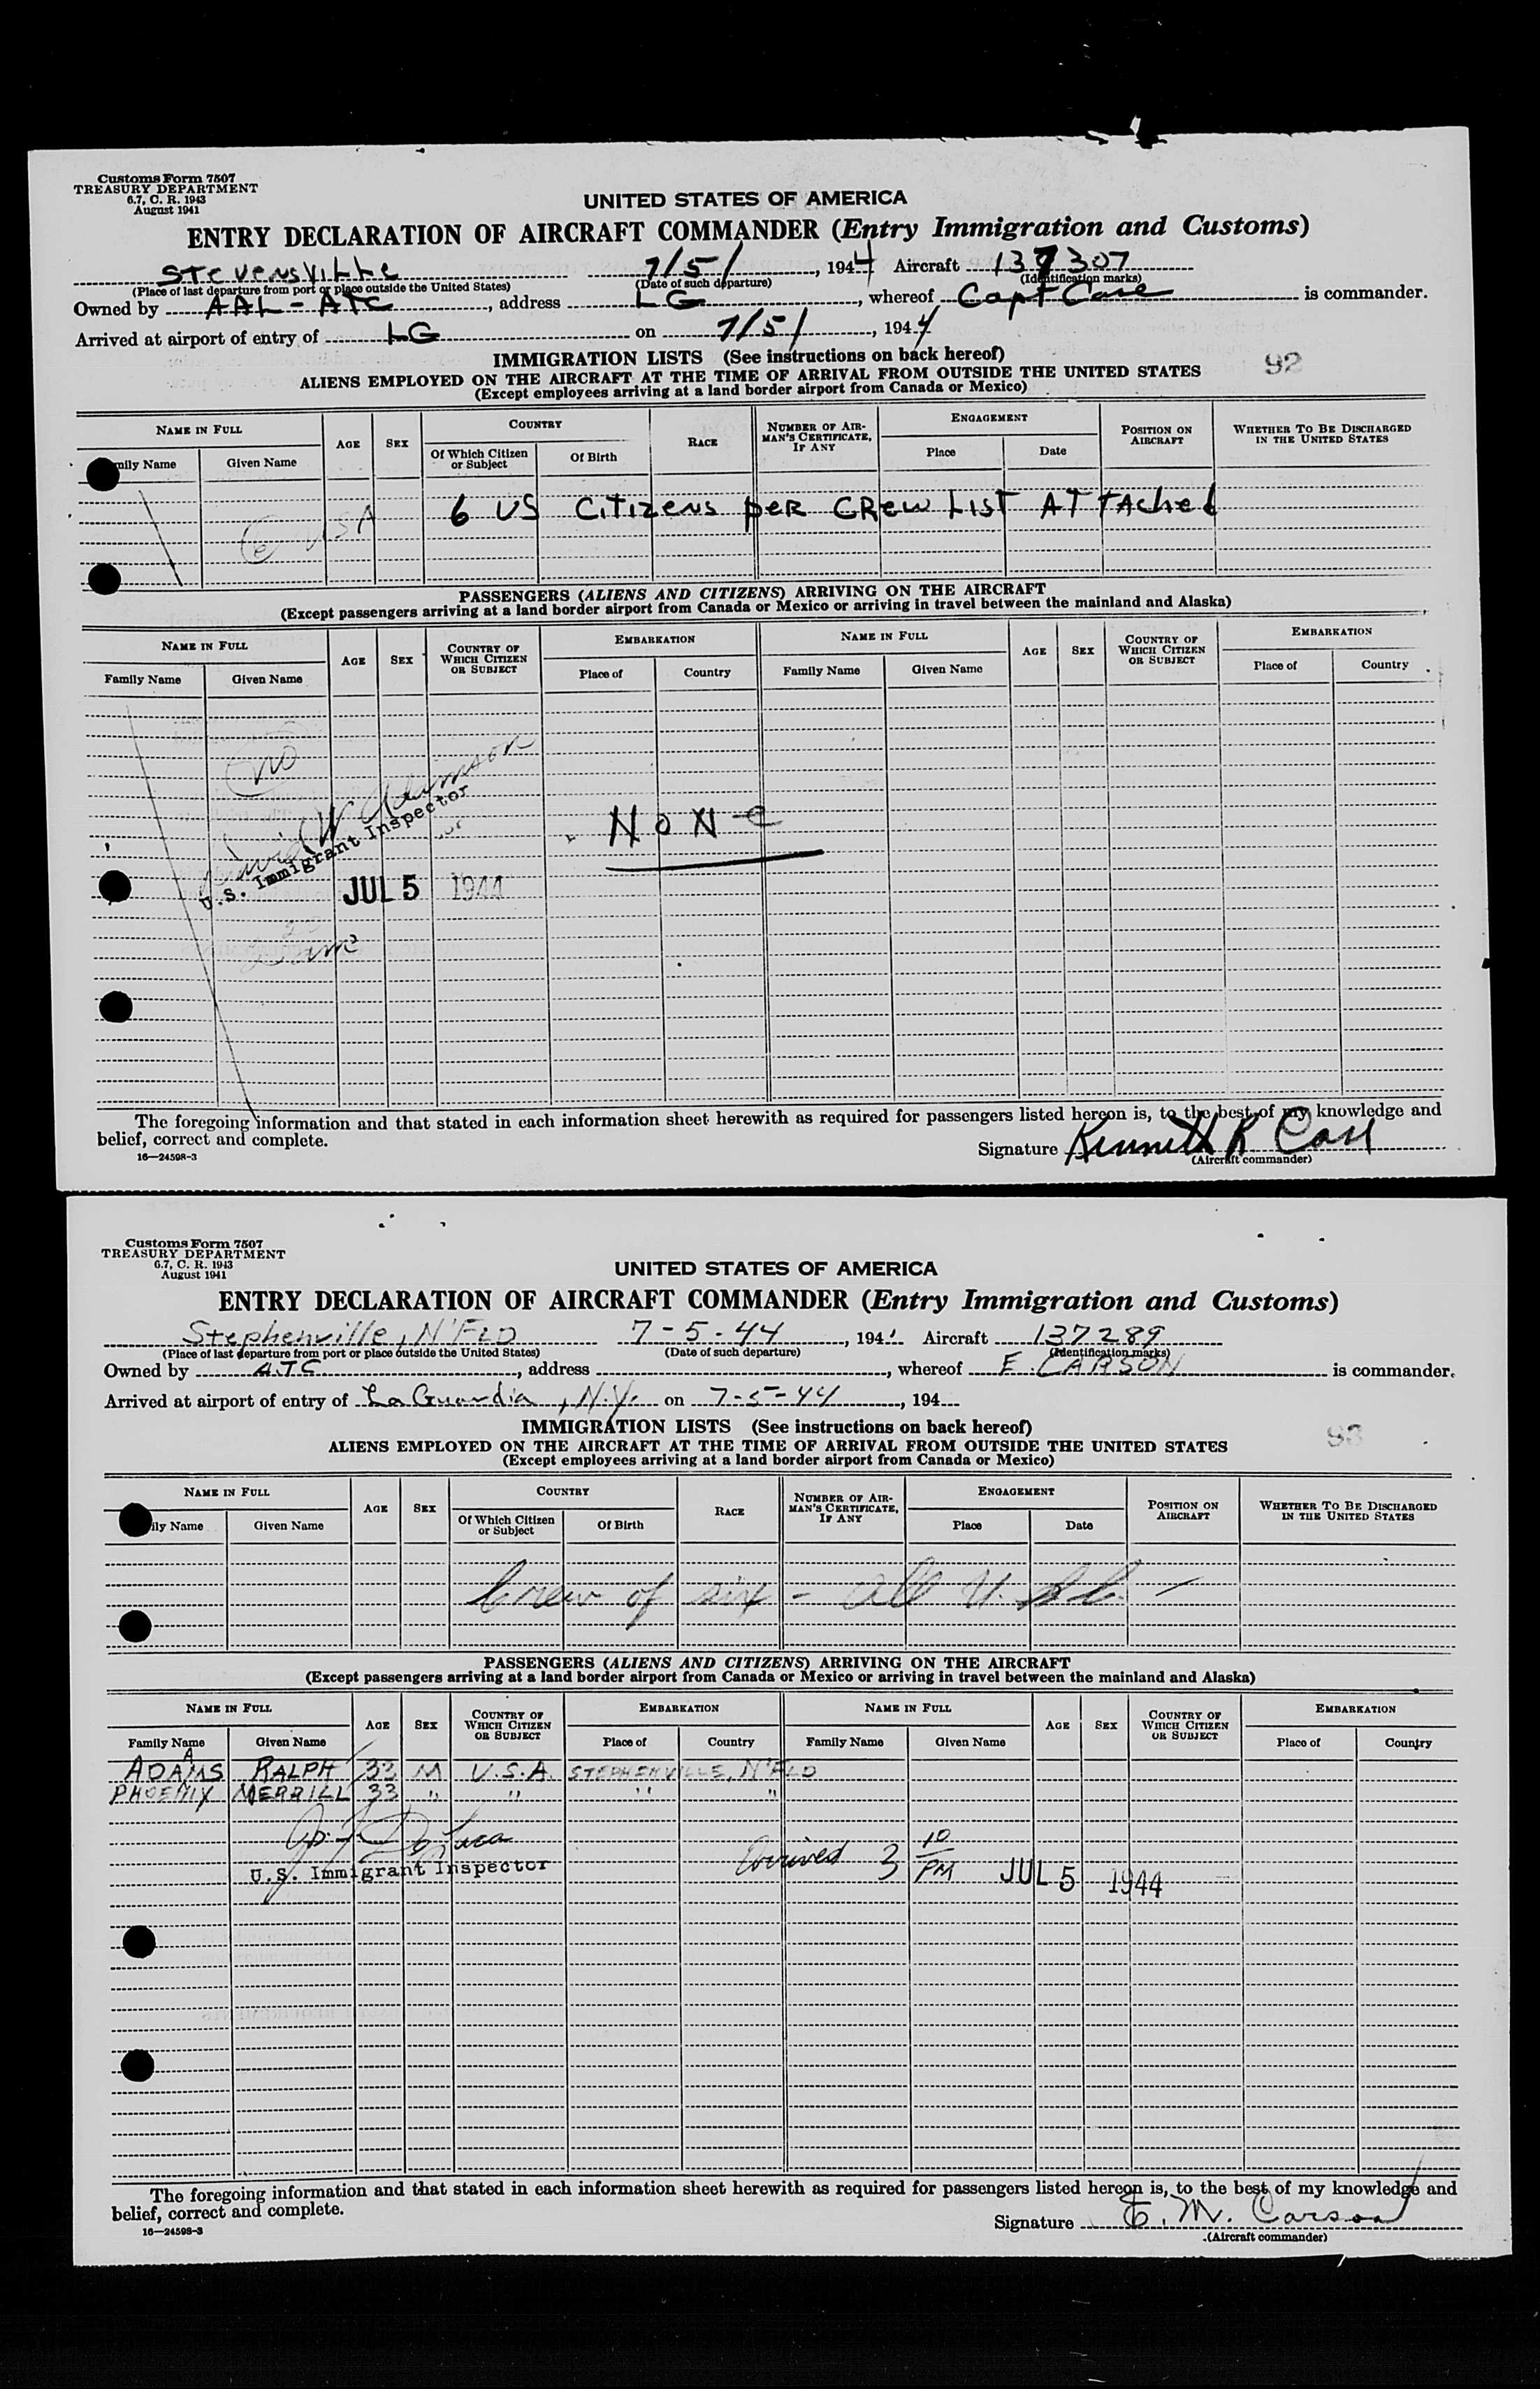 Customs Form 7507
TREASURY DEPARTMENT
6.7, C. R. 1943
August 1941
UNITED STATES OF AMERICA
ENTRY DECLARATION OF AIRCRAFT COMMANDER (Entry Immigration and Customs)
Stevensville 7/5/, 1944 Aircraft 137307
(Place of last departure from port or place outside the United States) (Date of such departure) (Identification marks)
Owned by AAL - ATC, address LG, whereof Capt Case is commander.
Arrived at airport of entry of LG on 7/5/, 1944
IMMIGRATION LISTS (See instructions on back hereof)
92
ALIENS EMPLOYED ON THE AIRCRAFT AT THE TIME OF ARRIVAL FROM OUTSIDE THE UNITED STATES
(Except employees arriving at a land border airport from Canada or Mexico)
NAME IN FULL AGE SEX COUNTRY RACE NUMBER OF AIRMAN'S CERTIFICATE, IF ANY ENGAGEMENT POSITION ON AIRCRAFT WHETHER TO BE DISCHARGED IN THE UNITED STATES
mily Name Given Name Of Which Citizen or Subject Of Birth Place Date
6 US Citizens per Crew List Attached
6 USA
PASSENGERS (ALIENS AND CITIZENS) ARRIVING ON THE AIRCRAFT
(Except passengers arriving at a land border airport from Canada or Mexico or arriving in travel between the mainland and Alaska)
NAME IN FULL AGE SEX COUNTRY OF WHICH CITIZEN OR SUBJECT EMBARKATION NAME IN FULL AGE SEX COUNTRY OF WHICH CITIZEN OR SUBJECT EMBARKATION
Family Name Given Name Place of Country Family Name Given Name Place of Country
no
David W Adamson
None
U.S. Immigrant Inspector
JUL 5 1944
The foregoing information and that stated in each information sheet herewith as required for passengers listed hereon is, to the best of my knowledge and
belief, correct and complete.
Signature Kenneth R Case
16—24598-3 (Aircraft commander)
Customs Form 7507
TREASURY DEPARTMENT
6.7, C. R. 1943
August 1941
UNITED STATES OF AMERICA
ENTRY DECLARATION OF AIRCRAFT COMMANDER (Entry Immigration and Customs)
Stephenville, N'FLD 7-5-44, 194 Aircraft 137289
(Place of last departure from port or place outside the United States) (Date of such departure) (Identification marks)
Owned by A.T.C., address , whereof E. CARSON is commander.
Arrived at airport of entry of La Guardia, N.Y. on 7-5-44, 194
IMMIGRATION LISTS (See instructions on back hereof)
93
ALIENS EMPLOYED ON THE AIRCRAFT AT THE TIME OF ARRIVAL FROM OUTSIDE THE UNITED STATES
(Except employees arriving at a land border airport from Canada or Mexico)
NAME IN FULL AGE SEX COUNTRY RACE NUMBER OF AIRMAN'S CERTIFICATE, IF ANY ENGAGEMENT POSITION ON AIRCRAFT WHETHER TO BE DISCHARGED IN THE UNITED STATES
ily Name Given Name Of Which Citizen or Subject Of Birth Place Date
Crew of six - all U.S.C. -
PASSENGERS (ALIENS AND CITIZENS) ARRIVING ON THE AIRCRAFT
(Except passengers arriving at a land border airport from Canada or Mexico or arriving in travel between the mainland and Alaska)
NAME IN FULL AGE SEX COUNTRY OF WHICH CITIZEN OR SUBJECT EMBARKATION NAME IN FULL AGE SEX COUNTRY OF WHICH CITIZEN OR SUBJECT EMBARKATION
Family Name Given Name Place of Country Family Name Given Name Place of Country
ADAMS RALPH 33 M U.S.A. STEPHENVILLE, N'FLD
PHOENIX MERRILL 33 " " " "
De Luca
U.S. Immigrant Inspector
Arrived 3 10 PM JUL 5 1944
The foregoing information and that stated in each information sheet herewith as required for passengers listed hereon is, to the best of my knowledge and
belief, correct and complete.
Signature E. M. Carson
16—24598-3 (Aircraft commander)